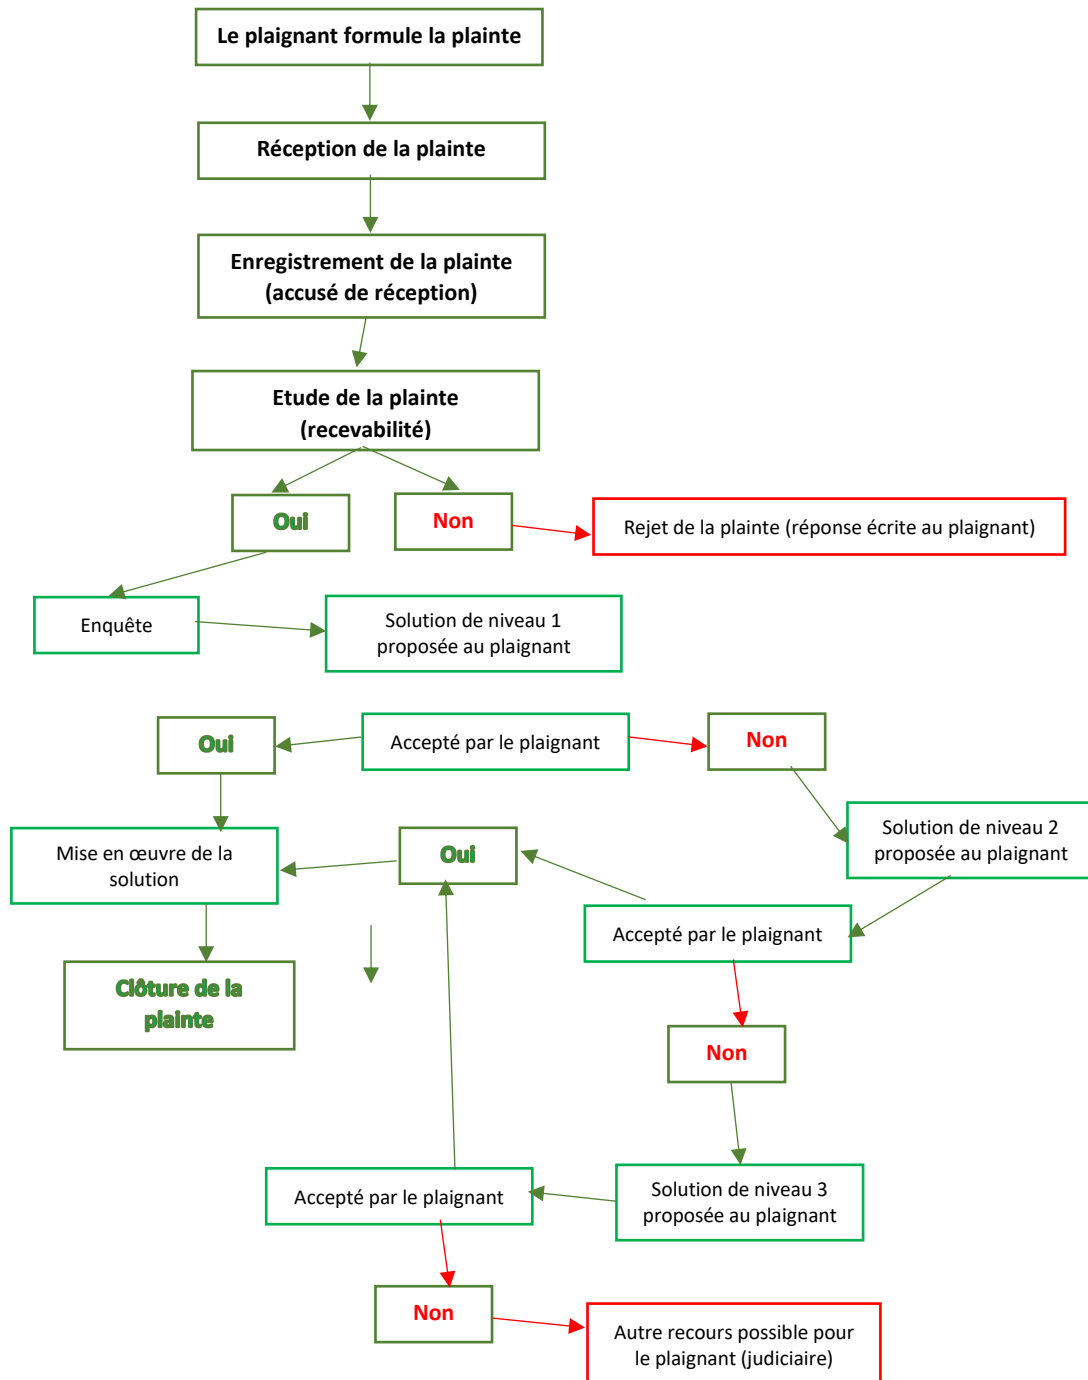 Le plaignant formule la plainte
Réception de la plainte
Enregistrement de la plainte
(accusé de réception)
Etude de la plainte
(recevabilité)
Oui
Non
Rejet de la plainte (réponse écrite au plaignant)
Enquête
Solution de niveau 1
proposée au plaignant
Oui
Accepté par le plaignant
Non
Solution de niveau 2
proposée au plaignant
Mise en œuvre de la
solution
Oui
Accepté par le plaignant
Clôture de la
plainte
Non
Accepté par le plaignant
Solution de niveau 3
proposée au plaignant
Non
Autre recours possible pour
le plaignant (judiciaire)